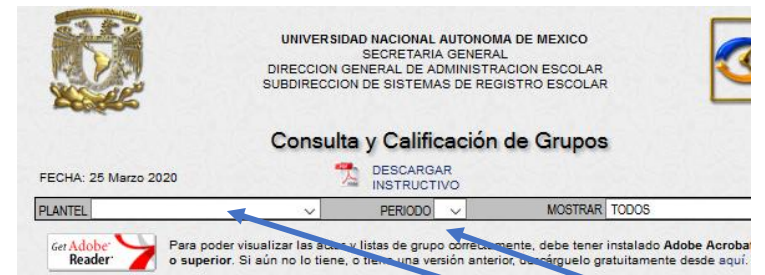 UNIVERSIDAD NACIONAL AUTONOMA DE MEXICO
SECRETARIA GENERAL
DIRECCION GENERAL DE ADMINISTRACION ESCOLAR
SUBDIRECCION DE SISTEMAS DE REGISTRO ESCOLAR
Consulta y Calificación de Grupos
FECHA: 25 Marzo 2020
DESCARGAR
INSTRUCTIVO
PLANTEL PERIODO MOSTRAR TODOS
Get Adobe Reader
Para poder visualizar las actas y listas de grupo correctamente, debe tener instalado Adobe Acrobat
o superior. Si aún no lo tiene, o tiene una versión anterior, descárguelo gratuitamente desde aquí.